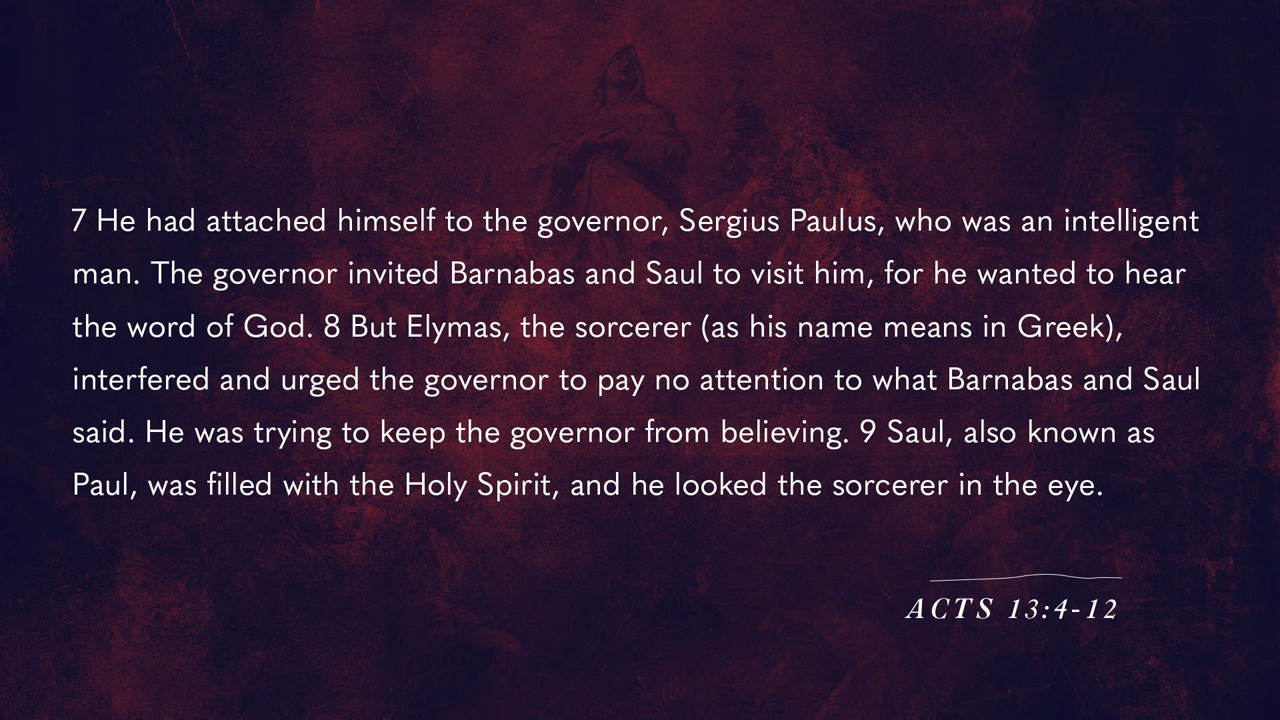 7 He had attached himself to the governor, Sergius Paulus, who was an intelligent
man. The governor invited Barnabas and Saul to visit him, for he wanted to hear
the word of God. 8 But Elymas, the sorcerer (as his name means in Greek),
interfered and urged the governor to pay no attention to what Barnabas and Saul
said. He was trying to keep the governor from believing. 9 Saul, also known as
Paul, was filled with the Holy Spirit, and he looked the sorcerer in the eye.
ACTS 13:4-12